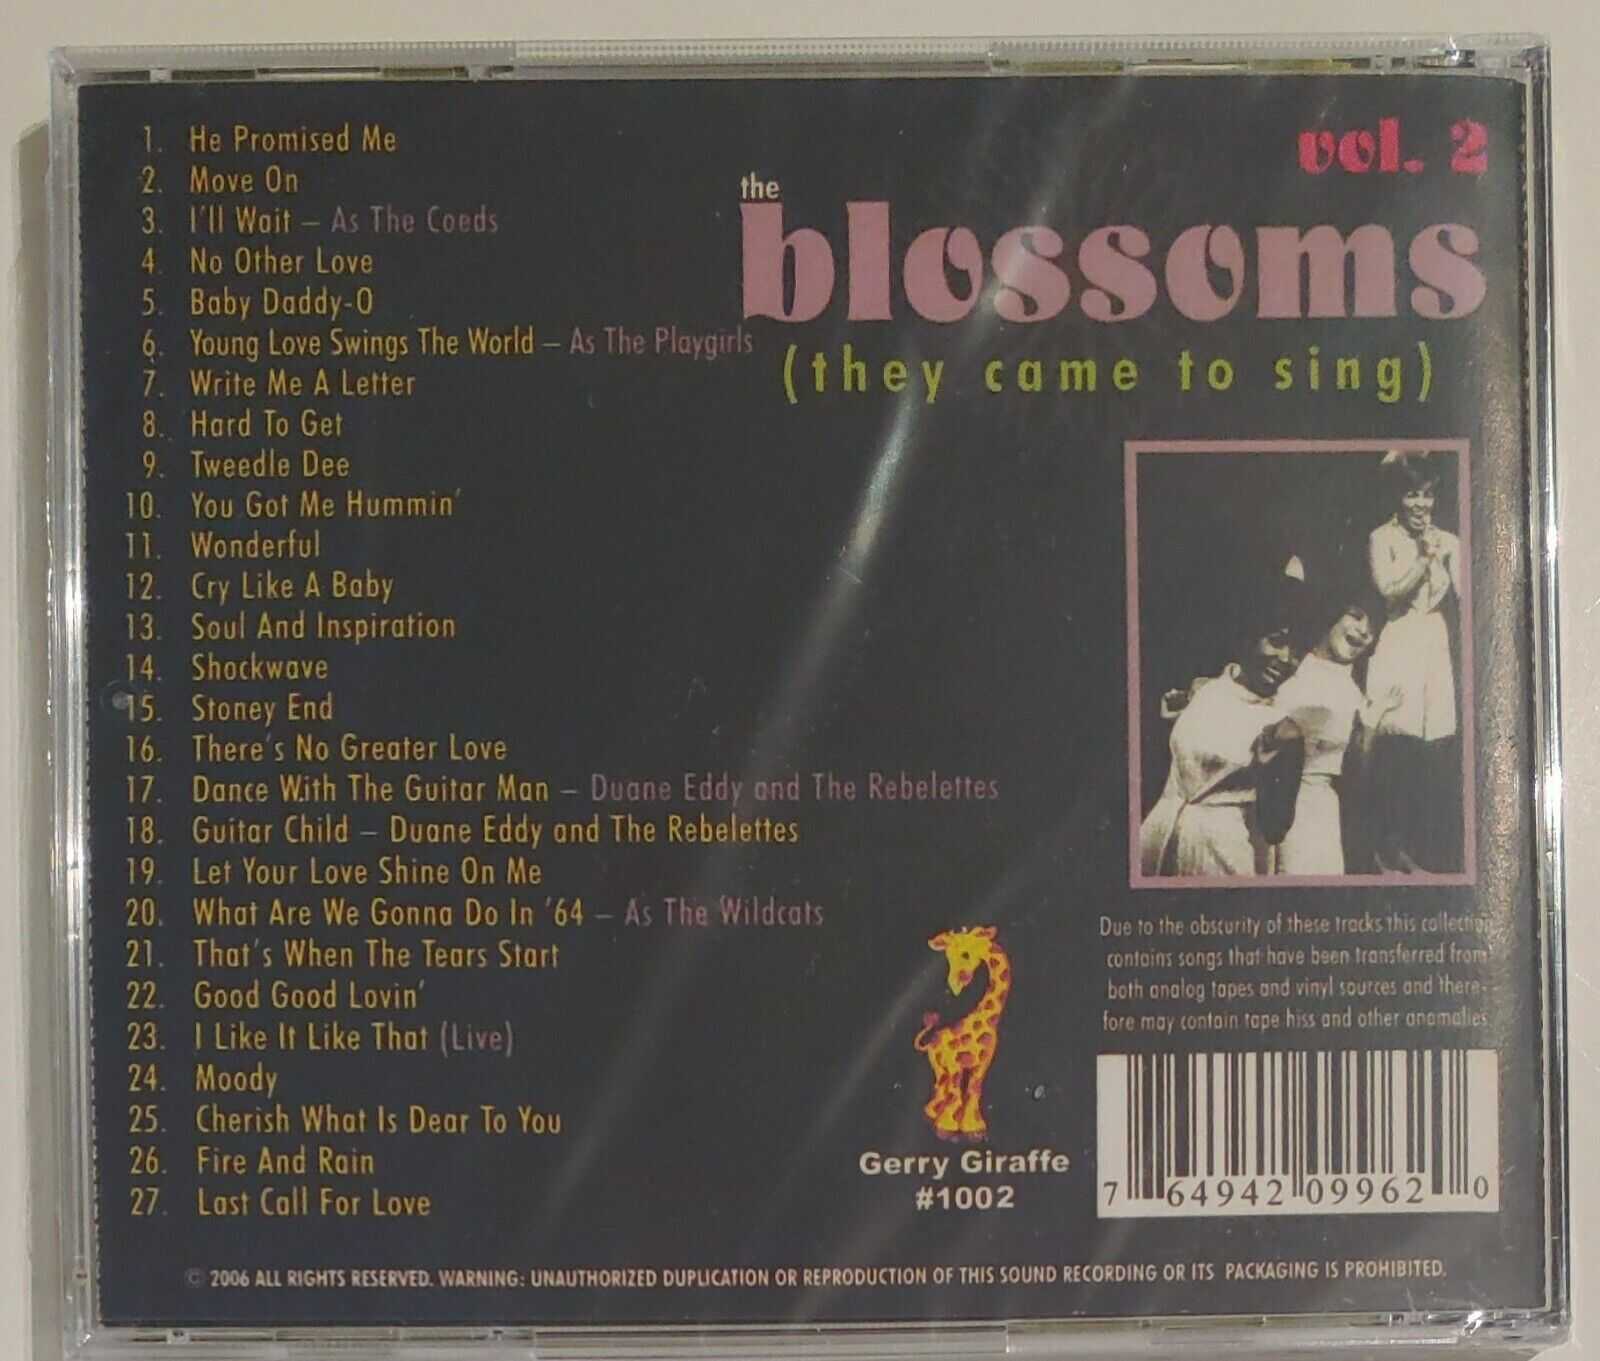 1. He Promised Me
2. Move On
3. I'll Wait – As The Coeds
4. No Other Love
5. Baby Daddy-O
6. Young Love Swings The World – As The Playgirls
7. Write Me A Letter
8. Hard To Get
9. Tweedle Dee
10. You Got Me Hummin'
11. Wonderful
12. Cry Like A Baby
13. Soul And Inspiration
14. Shockwave
15. Stoney End
16. There's No Greater Love
17. Dance With The Guitar Man – Duane Eddy and The Rebelettes
18. Guitar Child – Duane Eddy and The Rebelettes
19. Let Your Love Shine On Me
20. What Are We Gonna Do In '64 – As The Wildcats
21. That's When The Tears Start
22. Good Good Lovin'
23. I Like It Like That (Live)
24. Moody
25. Cherish What Is Dear To You
26. Fire And Rain
27. Last Call For Love
vol. 2
the
blossoms
(they came to sing)
Due to the obscurity of these tracks this collection
contains songs that have been transferred from
both analog tapes and vinyl sources and there-
fore may contain tape hiss and other anomalies
Gerry Giraffe
#1002
7 64942 09962 0
© 2006 ALL RIGHTS RESERVED. WARNING: UNAUTHORIZED DUPLICATION OR REPRODUCTION OF THIS SOUND RECORDING OR ITS PACKAGING IS PROHIBITED.